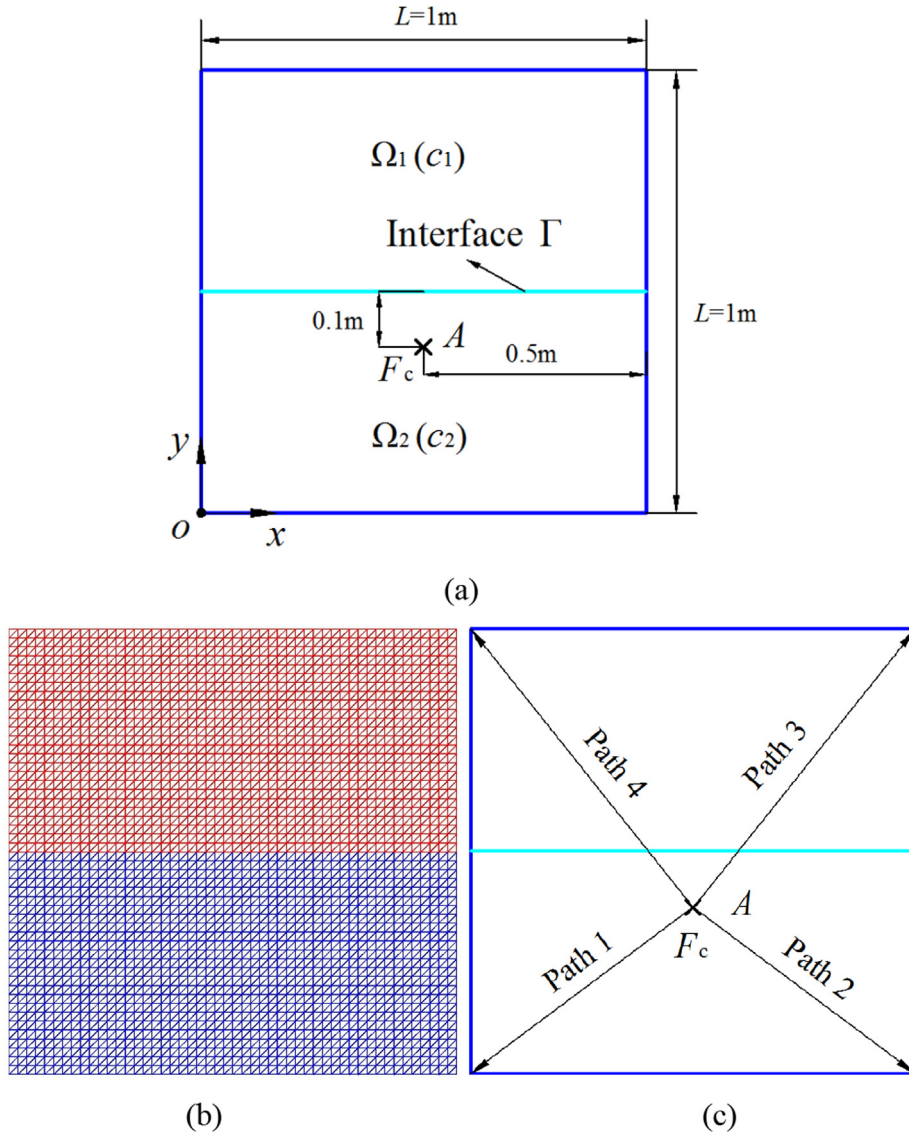 L=1m
Ω1 (c1)
Interface Γ
0.1m
A
L=1m
0.5m
Fc
Ω2 (c2)
y
o
x
(a)
Path 4
Path 3
A
Fc
Path 1
Path 2
(b)
(c)